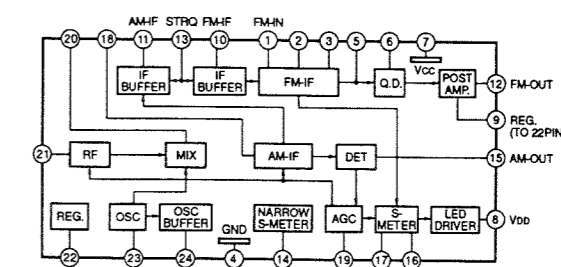 AM-IF STRQ FM-IF FM-IN
20 18 11 13 10 1 2 3 5 6 7
IF BUFFER
IF BUFFER
FM-IF
Q.D.
VCC
POST AMP.
12 FM-OUT
9 REG.
(TO 22PIN
21 RF MIX AM-IF DET 15 AM-OUT
REG.
OSC
OSC BUFFER
GND
NARROW S-METER
AGC
S-METER
LED DRIVER
8 VDD
22 23 24 4 14 19 17 16